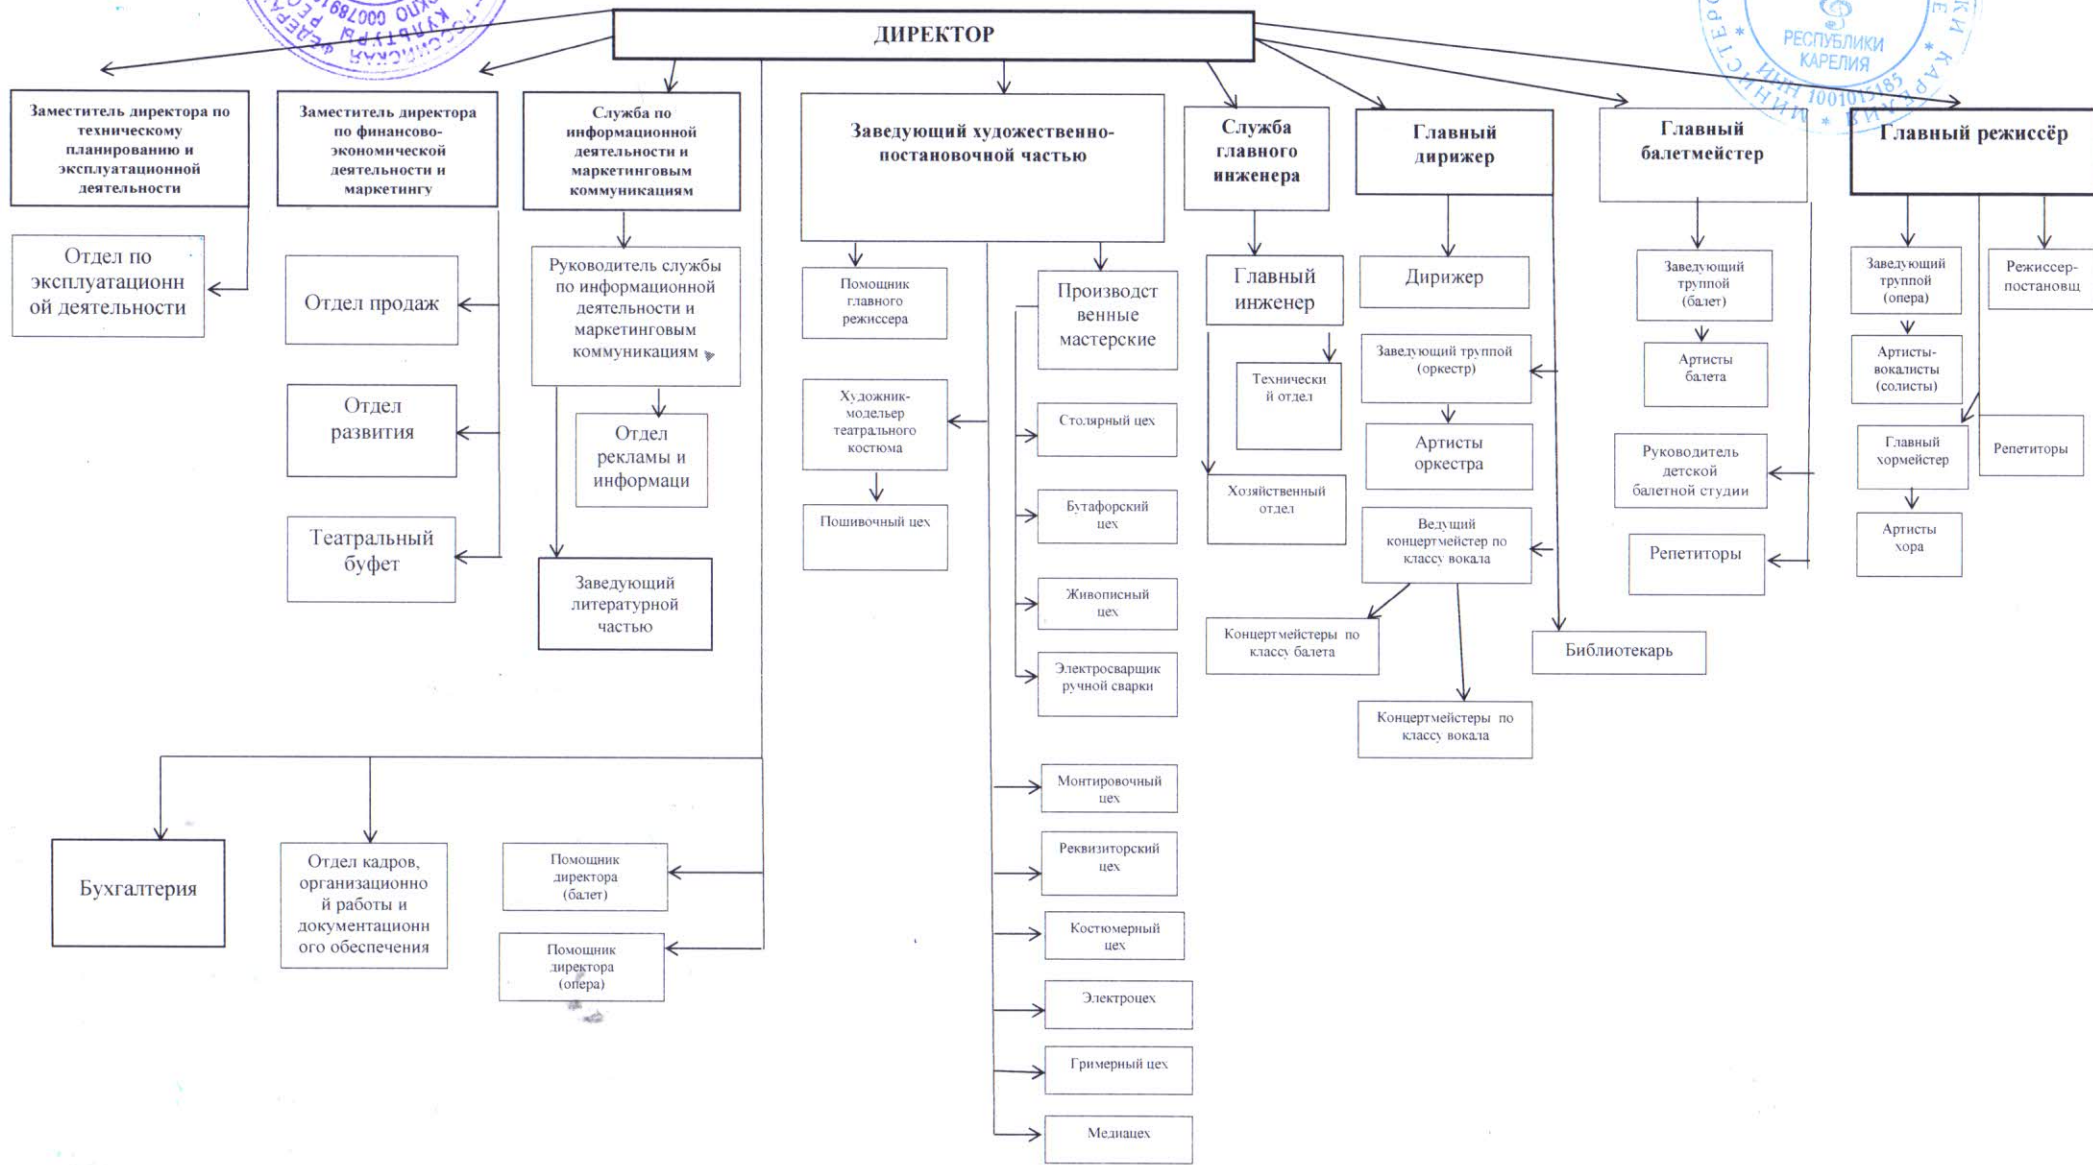 ДИРЕКТОР
РЕСПУБЛИКИ
КАРЕЛИЯ
ИНН 1001015185
Заместитель директора по
техническому
планированию и
эксплуатационной
деятельности
Заместитель директора
по финансово-
экономической
деятельности и
маркетингу
Служба по
информационной
деятельности и
маркетинговым
коммуникациям
Заведующий художественно-
постановочной частью
Служба
главного
инженера
Главный
дирижер
Главный
балетмейстер
Главный режиссёр
Отдел по
эксплуатационн
ой деятельности
Отдел продаж
Отдел
развития
Театральный
буфет
Руководитель службы
по информационной
деятельности и
маркетинговым
коммуникациям
Отдел
рекламы и
информаци
Заведующий
литературной
частью
Помощник
главного
режиссера
Художник-
модельер
театрального
костюма
Пошивочный цех
Производст
венные
мастерские
Столярный цех
Бутафорский
цех
Живописный
цех
Электросварщик
ручной сварки
Монтировочный
цех
Реквизиторский
цех
Костюмерный
цех
Электроцех
Гримерный цех
Медиацех
Главный
инженер
Технически
й отдел
Хозяйственный
отдел
Дирижер
Заведующий труппой
(оркестр)
Артисты
оркестра
Ведущий
концертмейстер по
классу вокала
Концертмейстеры по
классу балета
Концертмейстеры по
классу вокала
Библиотекарь
Заведующий
труппой
(балет)
Артисты
балета
Руководитель
детской
балетной студии
Репетиторы
Заведующий
труппой
(опера)
Артисты-
вокалисты
(солисты)
Главный
хормейстер
Артисты
хора
Режиссер-
постановщ
Репетиторы
Бухгалтерия
Отдел кадров,
организационно
й работы и
документационн
ого обеспечения
Помощник
директора
(балет)
Помощник
директора
(опера)